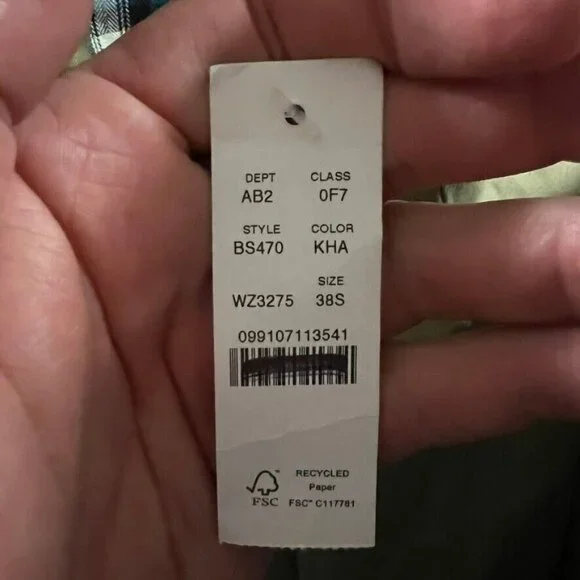 DEPT CLASS
AB2 0F7
STYLE COLOR
BS470 KHA
SIZE
WZ3275 38S
099107113541
RECYCLED
Paper
FSC FSC™ C117761